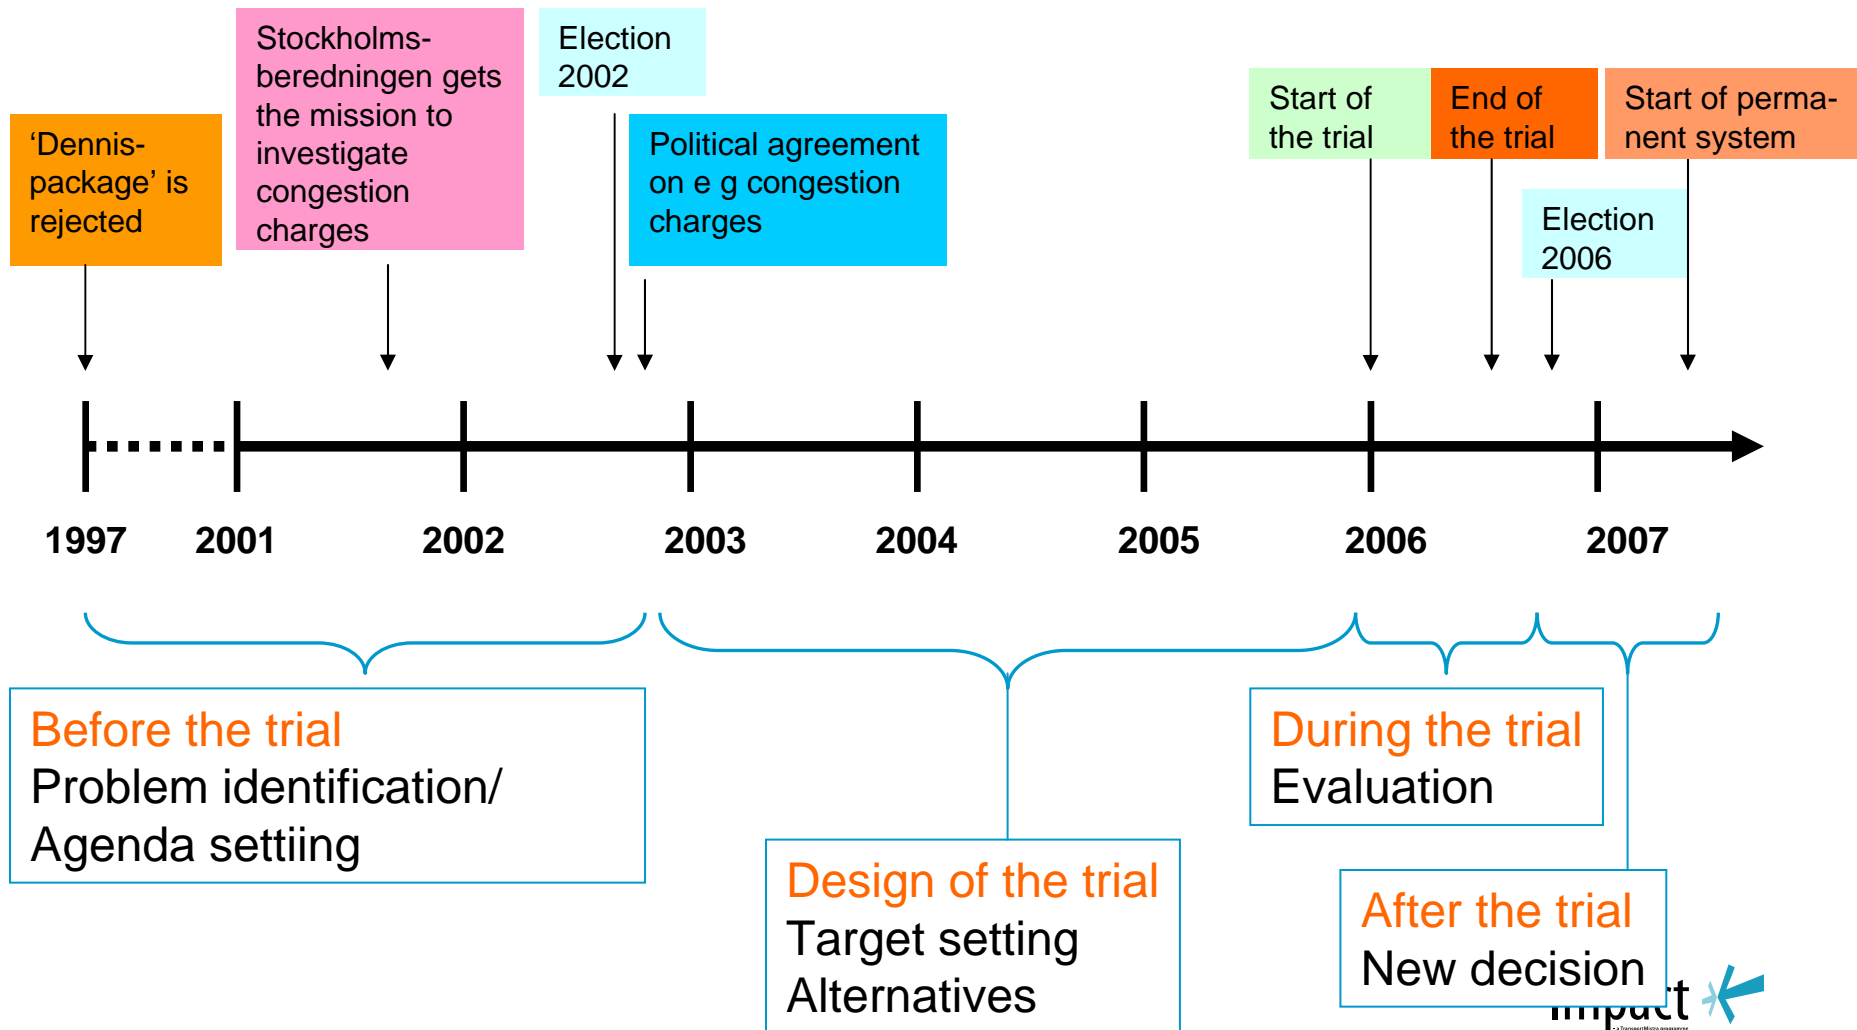 ‘Dennis-
package’ is
rejected
Stockholms-
beredningen gets
the mission to
investigate
congestion
charges
Election
2002
Political agreement
on e g congestion
charges
Start of
the trial
End of
the trial
Start of perma-
nent system
Election
2006
1997 2001 2002 2003 2004 2005 2006 2007
Before the trial
Problem identification/
Agenda settiing
Design of the trial
Target setting
Alternatives
During the trial
Evaluation
After the trial
New decision
impact